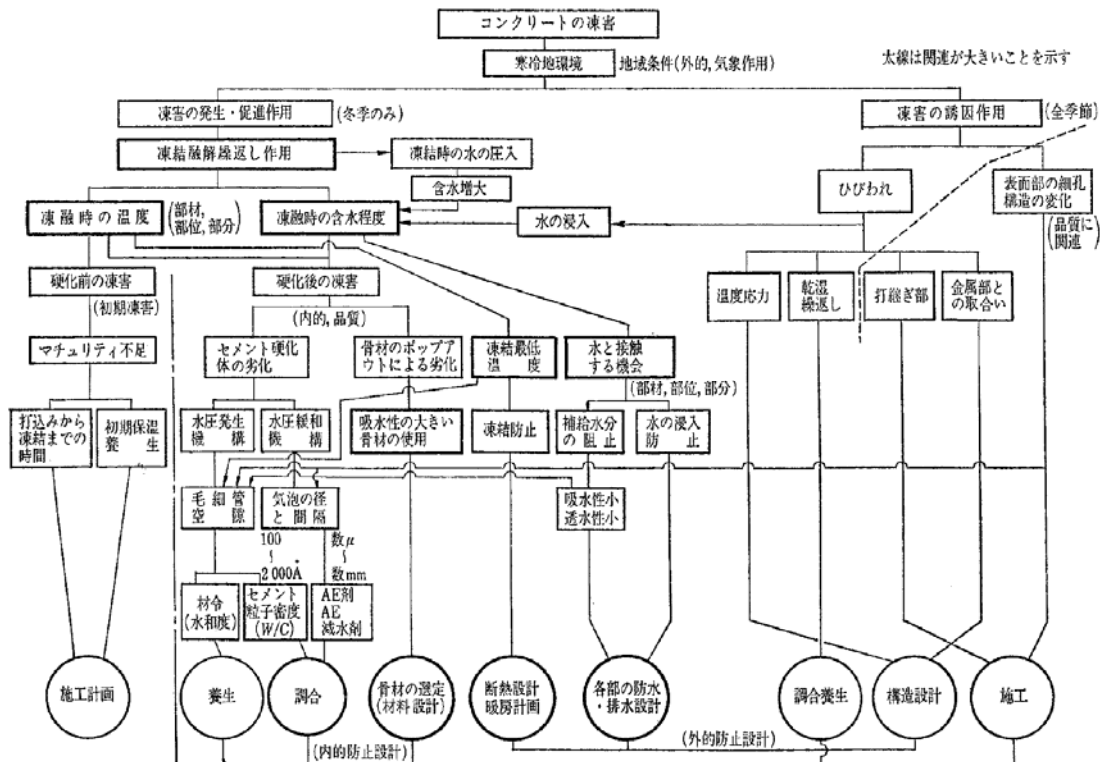 コンクリートの凍害
寒冷地環境
地域条件(外的,気象作用)
太線は関連が大きいことを示す
凍害の発生・促進作用
(冬季のみ)
凍害の誘因作用
(全季節)
凍結融解繰返し作用
凍結時の水の圧入
含水増大
ひびわれ
表面部の細孔
構造の変化
(品質に
関連)
凍融時の温度
(部材,
部位,部分)
凍融時の含水程度
水の浸入
硬化前の凍害
(初期凍害)
硬化後の凍害
(内的,品質)
温度応力
乾湿
繰返し
打継ぎ部
金属部と
の取合い
マチュリティ不足
セメント硬化
体の劣化
骨材のポップア
ウトによる劣化
凍結最低
温度
水と接触
する機会
(部材,部位,部分)
打込みから
凍結までの
時間
初期保温
養生
水圧発生
機構
水圧緩和
機構
吸水性の大きい
骨材の使用
凍結防止
補給水分
の阻止
水の浸入
防止
毛細管
空隙
気泡の径
と間隔
吸水性小
透水性小
100
〜
2000Å
数μ
〜
数mm
材令
(水和度)
セメント
粒子密度
(W/C)
AE剤
AE
減水剤
施工計画
養生
調合
骨材の選定
(材料設計)
断熱設計
暖房計画
各部の防水
・排水設計
調合養生
構造設計
施工
(内的防止設計)
(外的防止設計)